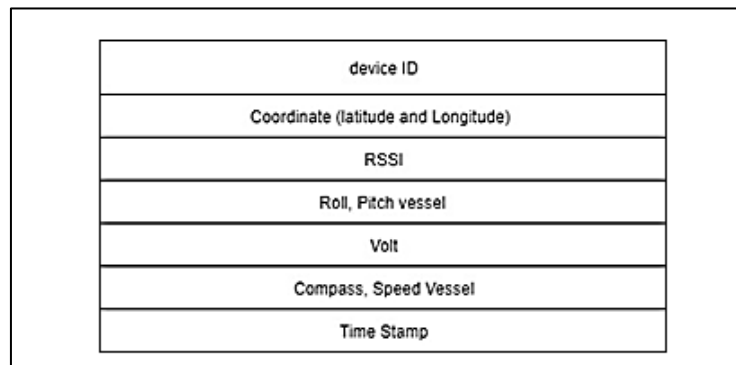 device ID
Coordinate (latitude and Longitude)
RSSI
Roll, Pitch vessel
Volt
Compass, Speed Vessel
Time Stamp